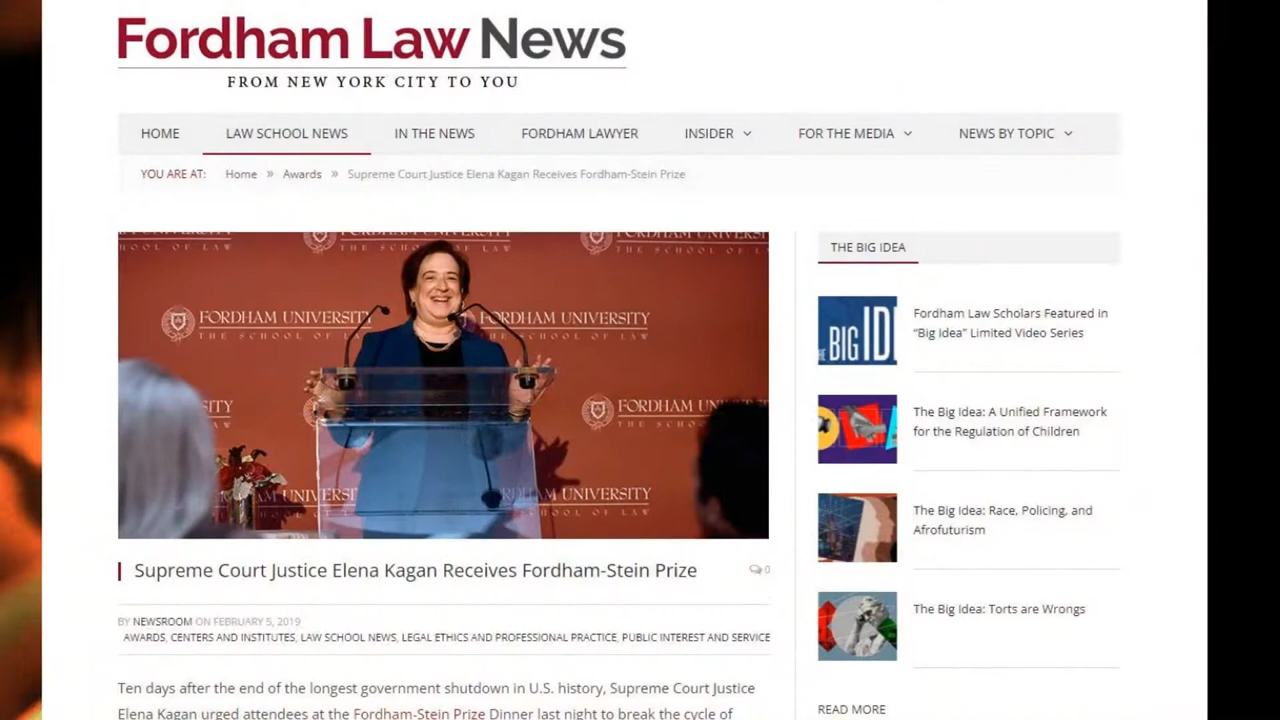 Fordham Law News
FROM NEW YORK CITY TO YOU
HOME LAW SCHOOL NEWS IN THE NEWS FORDHAM LAWYER INSIDER FOR THE MEDIA NEWS BY TOPIC
YOU ARE AT: Home » Awards » Supreme Court Justice Elena Kagan Receives Fordham-Stein Prize
FORDHAM UNIVERSITY
THE SCHOOL OF LAW
FORDHAM UNIVERSITY
THE SCHOOL OF LAW
Supreme Court Justice Elena Kagan Receives Fordham-Stein Prize
0
BY NEWSROOM ON FEBRUARY 5, 2019
AWARDS, CENTERS AND INSTITUTES, LAW SCHOOL NEWS, LEGAL ETHICS AND PROFESSIONAL PRACTICE, PUBLIC INTEREST AND SERVICE
Ten days after the end of the longest government shutdown in U.S. history, Supreme Court Justice
Elena Kagan urged attendees at the Fordham-Stein Prize Dinner last night to break the cycle of
THE BIG IDEA
Fordham Law Scholars Featured in
“Big Idea” Limited Video Series
The Big Idea: A Unified Framework
for the Regulation of Children
The Big Idea: Race, Policing, and
Afrofuturism
The Big Idea: Torts are Wrongs
READ MORE